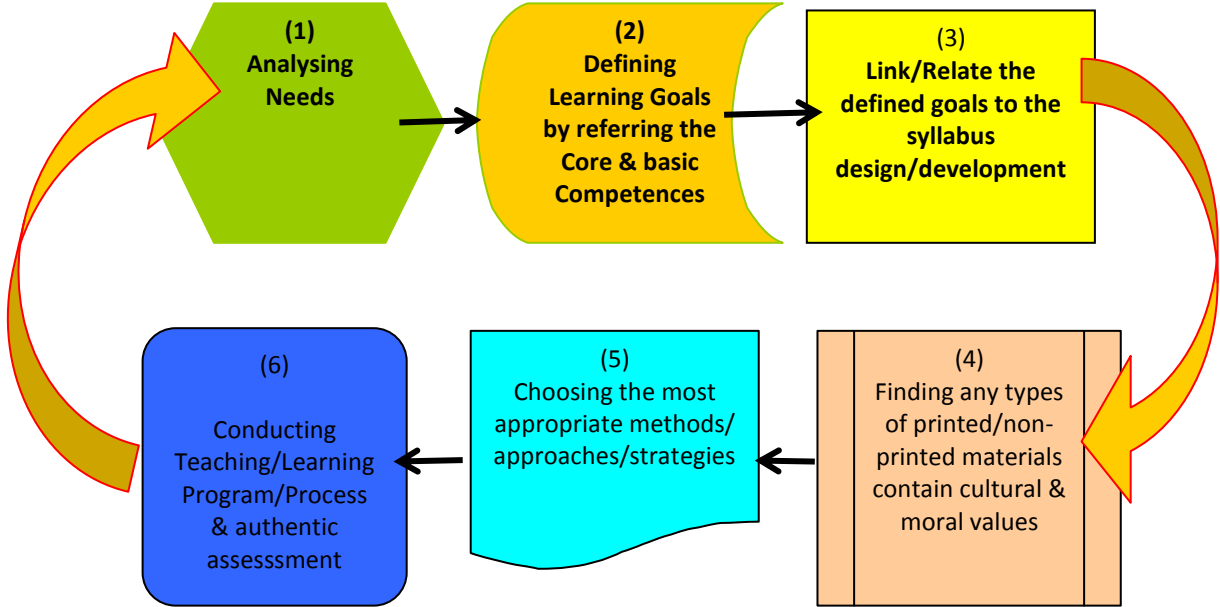 (1)
Analysing
Needs
(2)
Defining
Learning Goals
by referring the
Core & basic
Competences
(3)
Link/Relate the
defined goals to the
syllabus
design/development
(4)
Finding any types
of printed/non-
printed materials
contain cultural &
moral values
(5)
Choosing the most
appropriate methods/
approaches/strategies
(6)
Conducting
Teaching/Learning
Program/Process
& authentic
assesssment